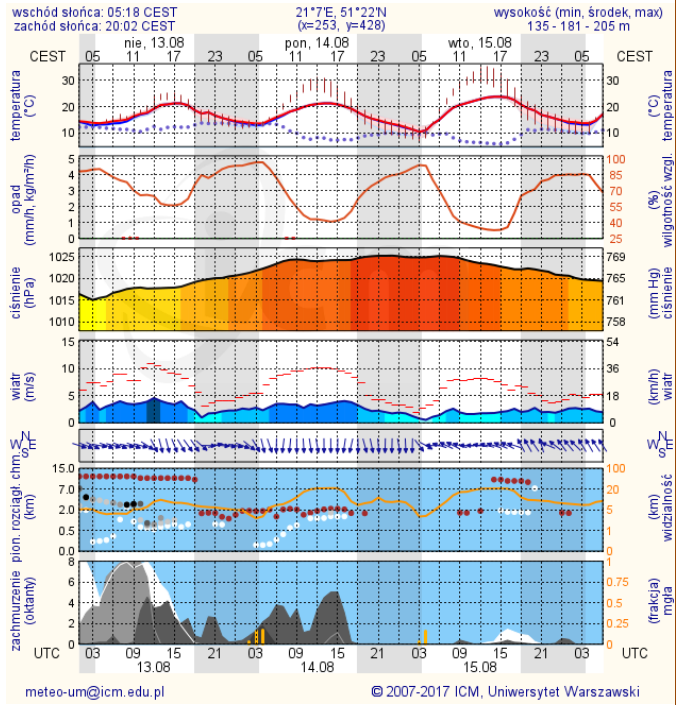 wschód słońca: 05:18 CEST 21°7'E, 51°22'N wysokość (min, środek, max)
zachód słońca: 20:02 CEST (x=253, y=428) 135 - 181 - 205 m
nie, 13.08 pon, 14.08 wto, 15.08
CEST 05 11 17 23 05 11 17 23 05 11 17 23 05 CEST
temperatura (°C) 30 20 10 30 20 10 (°C) temperatura
opad (mm/h, kg/m²/h) 5 4 3 2 1 0 100 85 70 55 40 25 (%) wilgotność wzgl.
ciśnienie (hPa) 1025 1020 1015 1010 769 765 761 758 (mm Hg) ciśnienie
wiatr (m/s) 15 10 5 0 54 36 18 0 (km/h) wiatr
N W E S N W E S
pion. rozciągł. chm. (km) 15.0 7.0 2.0 0.5 0.0 100 20 5 1 0 (km) widzialność
zachmurzenie (oktanty) 8 6 4 2 0 1 0.75 0.5 0.25 0 (frakcja) mgła
UTC 03 09 15 21 03 09 15 21 03 09 15 21 03 UTC
13.08 14.08 15.08
meteo-um@icm.edu.pl © 2007-2017 ICM, Uniwersytet Warszawski